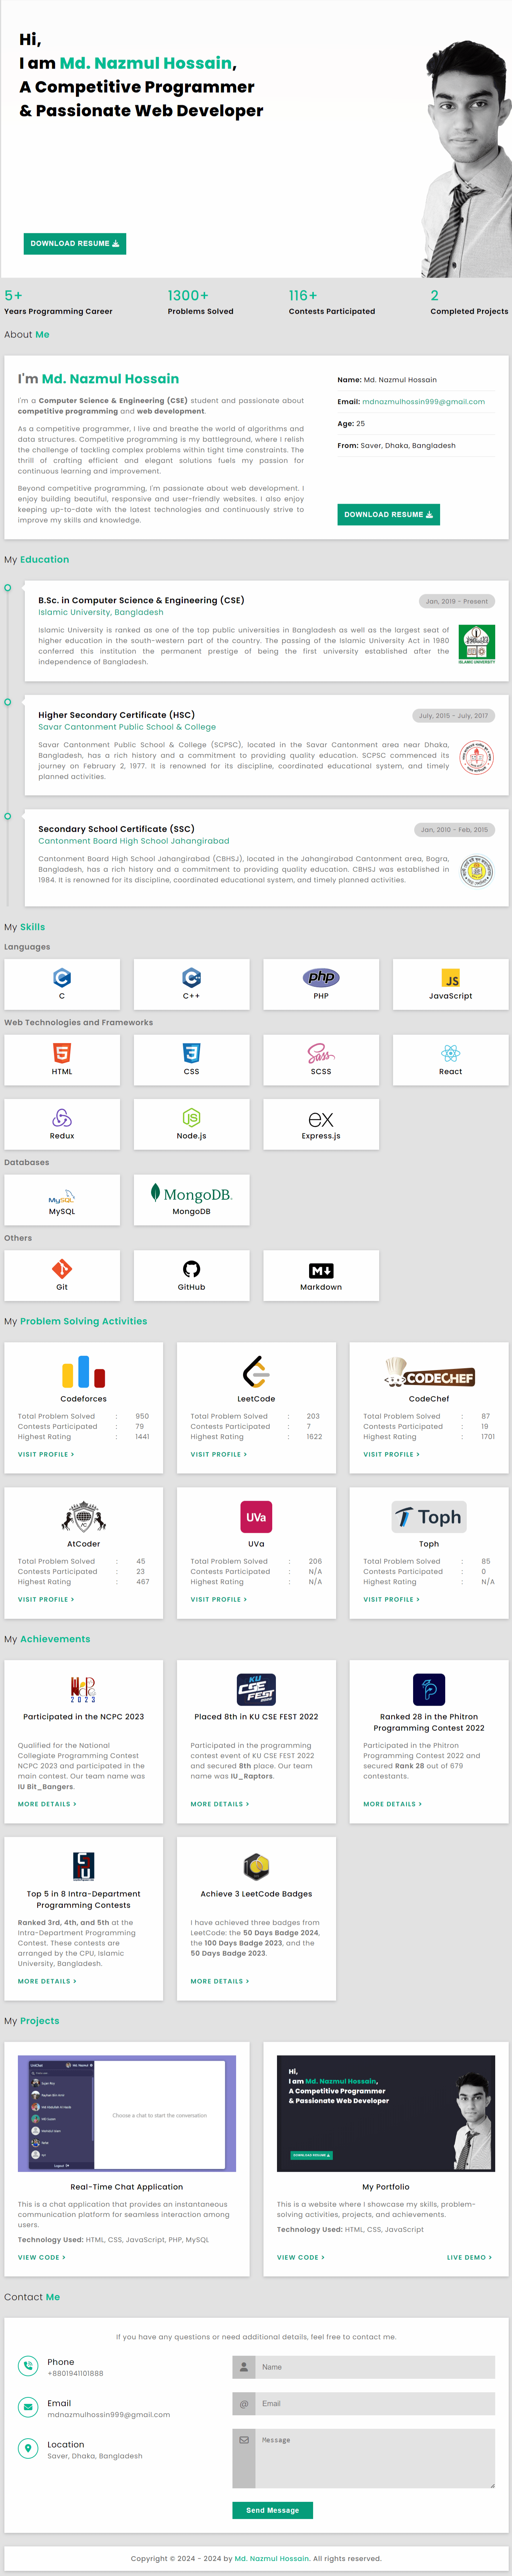 Hi,
I am Md. Nazmul Hossain,
A Competitive Programmer
& Passionate Web Developer
DOWNLOAD RESUME
5+
Years Programming Career
1300+
Problems Solved
116+
Contests Participated
2
Completed Projects
About Me
I'm Md. Nazmul Hossain
I'm a Computer Science & Engineering (CSE) student and passionate about
competitive programming and web development.
As a competitive programmer, I live and breathe the world of algorithms and
data structures. Competitive programming is my battleground, where I relish
the challenge of tackling complex problems within tight time constraints. The
thrill of crafting efficient and elegant solutions fuels my passion for
continuous learning and improvement.
Beyond competitive programming, I'm passionate about web development. I
enjoy building beautiful, responsive and user-friendly websites. I also enjoy
keeping up-to-date with the latest technologies and continuously strive to
improve my skills and knowledge.
Name: Md. Nazmul Hossain
Email: mdnazmulhossin999@gmail.com
Age: 25
From: Saver, Dhaka, Bangladesh
DOWNLOAD RESUME
My Education
B.Sc. in Computer Science & Engineering (CSE)
Jan, 2019 - Present
Islamic University, Bangladesh
Islamic University is ranked as one of the top public universities in Bangladesh as well as the largest seat of
higher education in the south-western part of the country. The passing of the Islamic University Act in 1980
conferred this institution the permanent prestige of being the first university established after the
independence of Bangladesh.
ISLAMIC UNIVERSITY
Higher Secondary Certificate (HSC)
July, 2015 - July, 2017
Savar Cantonment Public School & College
Savar Cantonment Public School & College (SCPSC), located in the Savar Cantonment area near Dhaka,
Bangladesh, has a rich history and a commitment to providing quality education. SCPSC commenced its
journey on February 2, 1977. It is renowned for its discipline, coordinated educational system, and timely
planned activities.
Secondary School Certificate (SSC)
Jan, 2010 - Feb, 2015
Cantonment Board High School Jahangirabad
Cantonment Board High School Jahangirabad (CBHSJ), located in the Jahangirabad Cantonment area, Bogra,
Bangladesh, has a rich history and a commitment to providing quality education. CBHSJ was established in
1984. It is renowned for its discipline, coordinated educational system, and timely planned activities.
My Skills
Languages
C
C++
PHP
JavaScript
Web Technologies and Frameworks
HTML
CSS
SCSS
React
Redux
Node.js
Express.js
Databases
MySQL
MongoDB
Others
Git
GitHub
Markdown
My Problem Solving Activities
Codeforces
Total Problem Solved : 950
Contests Participated : 79
Highest Rating : 1441
VISIT PROFILE >
LeetCode
Total Problem Solved : 203
Contests Participated : 7
Highest Rating : 1622
VISIT PROFILE >
CODECHEF
CodeChef
Total Problem Solved : 87
Contests Participated : 19
Highest Rating : 1701
VISIT PROFILE >
AtCoder
Total Problem Solved : 45
Contests Participated : 23
Highest Rating : 467
VISIT PROFILE >
UVa
UVa
Total Problem Solved : 206
Contests Participated : N/A
Highest Rating : N/A
VISIT PROFILE >
Toph
Toph
Total Problem Solved : 85
Contests Participated : 0
Highest Rating : N/A
VISIT PROFILE >
My Achievements
2023
Participated in the NCPC 2023
Qualified for the National
Collegiate Programming Contest
NCPC 2023 and participated in the
main contest. Our team name was
IU Bit_Bangers.
MORE DETAILS >
KU
CSE
FEST
Placed 8th in KU CSE FEST 2022
Participated in the programming
contest event of KU CSE FEST 2022
and secured 8th place. Our team
name was IU_Raptors.
MORE DETAILS >
Ranked 28 in the Phitron
Programming Contest 2022
Participated in the Phitron
Programming Contest 2022 and
secured Rank 28 out of 679
contestants.
MORE DETAILS >
Top 5 in 8 Intra-Department
Programming Contests
Ranked 3rd, 4th, and 5th at the
Intra-Department Programming
Contest. These contests are
arranged by the CPU, Islamic
University, Bangladesh.
MORE DETAILS >
Achieve 3 LeetCode Badges
I have achieved three badges from
LeetCode: the 50 Days Badge 2024,
the 100 Days Badge 2023, and the
50 Days Badge 2023.
MORE DETAILS >
My Projects
Choose a chat to start the conversation
Real-Time Chat Application
This is a chat application that provides an instantaneous
communication platform for seamless interaction among
users.
Technology Used: HTML, CSS, JavaScript, PHP, MySQL
VIEW CODE >
Hi,
I am Md. Nazmul Hossain,
A Competitive Programmer
& Passionate Web Developer
DOWNLOAD RESUME
My Portfolio
This is a website where I showcase my skills, problem-
solving activities, projects, and achievements.
Technology Used: HTML, CSS, JavaScript
VIEW CODE >
LIVE DEMO >
Contact Me
If you have any questions or need additional details, feel free to contact me.
Phone
+8801941101888
Email
mdnazmulhossin999@gmail.com
Location
Saver, Dhaka, Bangladesh
Name
@ Email
Message
Send Message
Copyright © 2024 - 2024 by Md. Nazmul Hossain. All rights reserved.